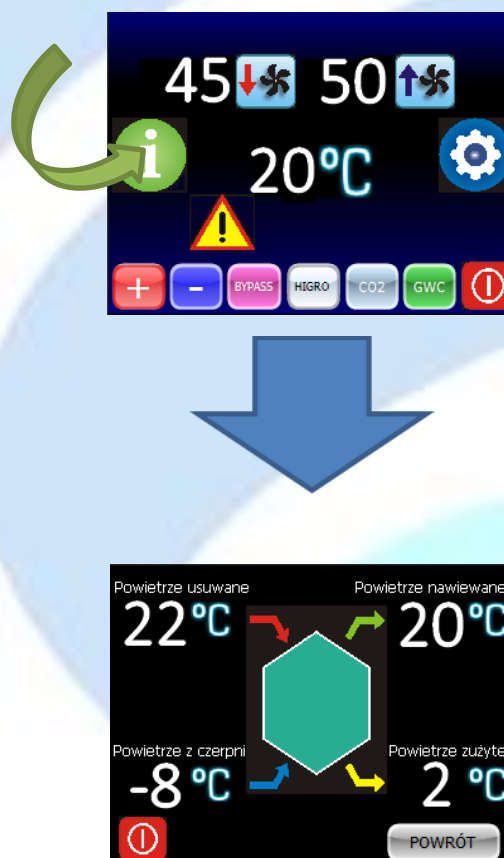 45 50
i
20°C
!
+ - BYPASS HIGRO CO2 GWC
Powietrze usuwane Powietrze nawiewane
22°C 20°C
Powietrze z czerpni Powietrze zużyte
-8 °C 2 °C
POWRÓT